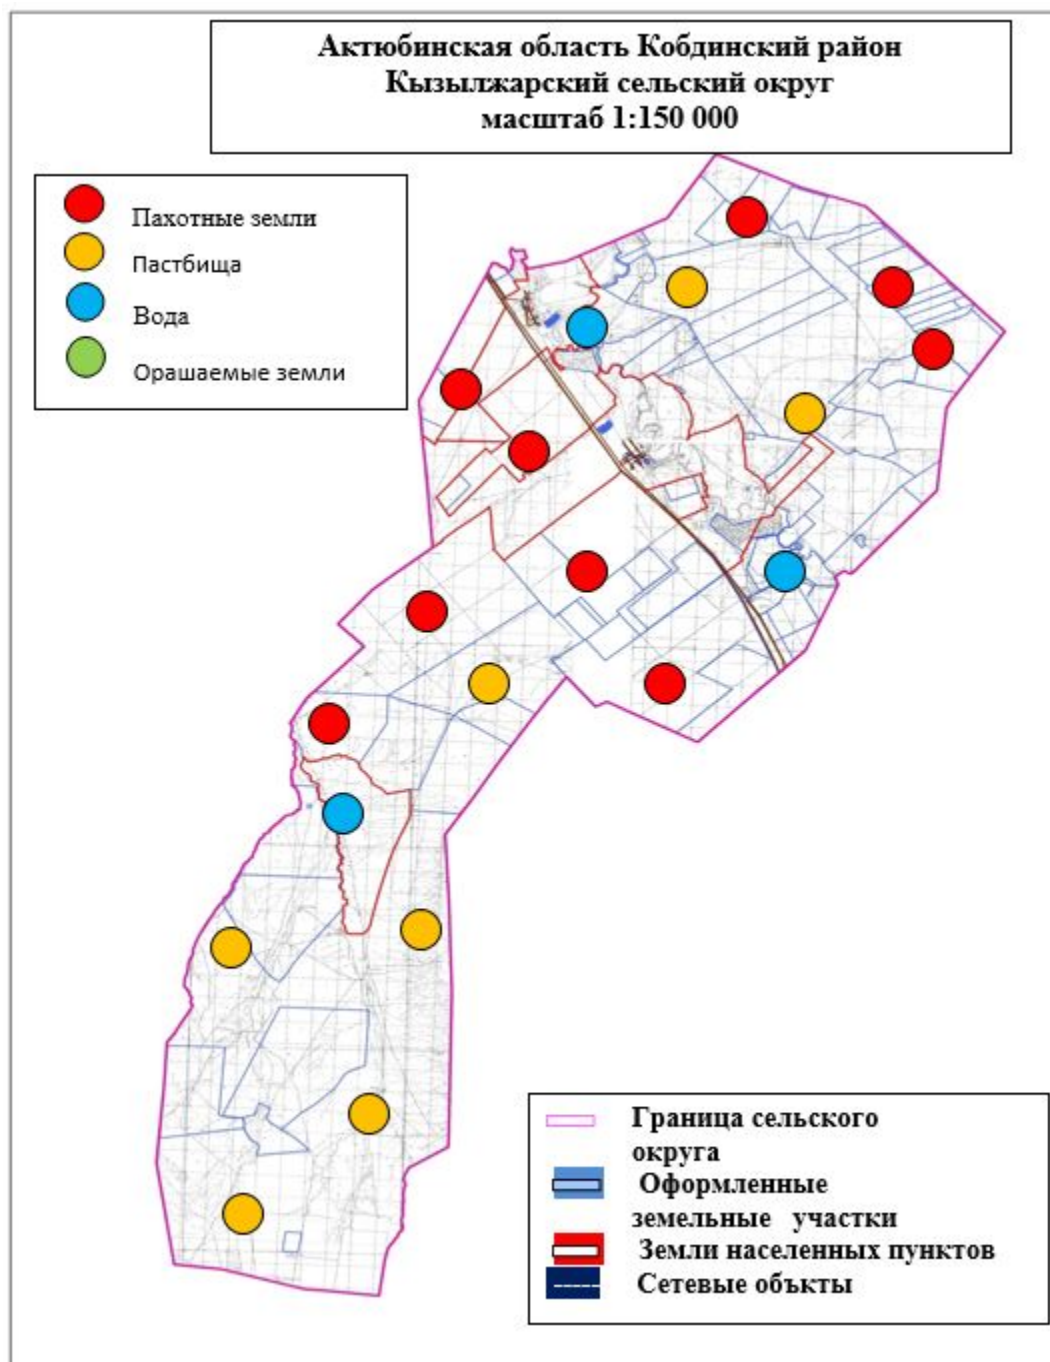 Актюбинская область Кобдинский район
Кызылжарский сельский округ
масштаб 1:150 000
Пахотные земли
Пастбища
Вода
Орашаемые земли
Граница сельского
округа
Оформленные
земельные участки
Земли населенных пунктов
Сетевые объкты